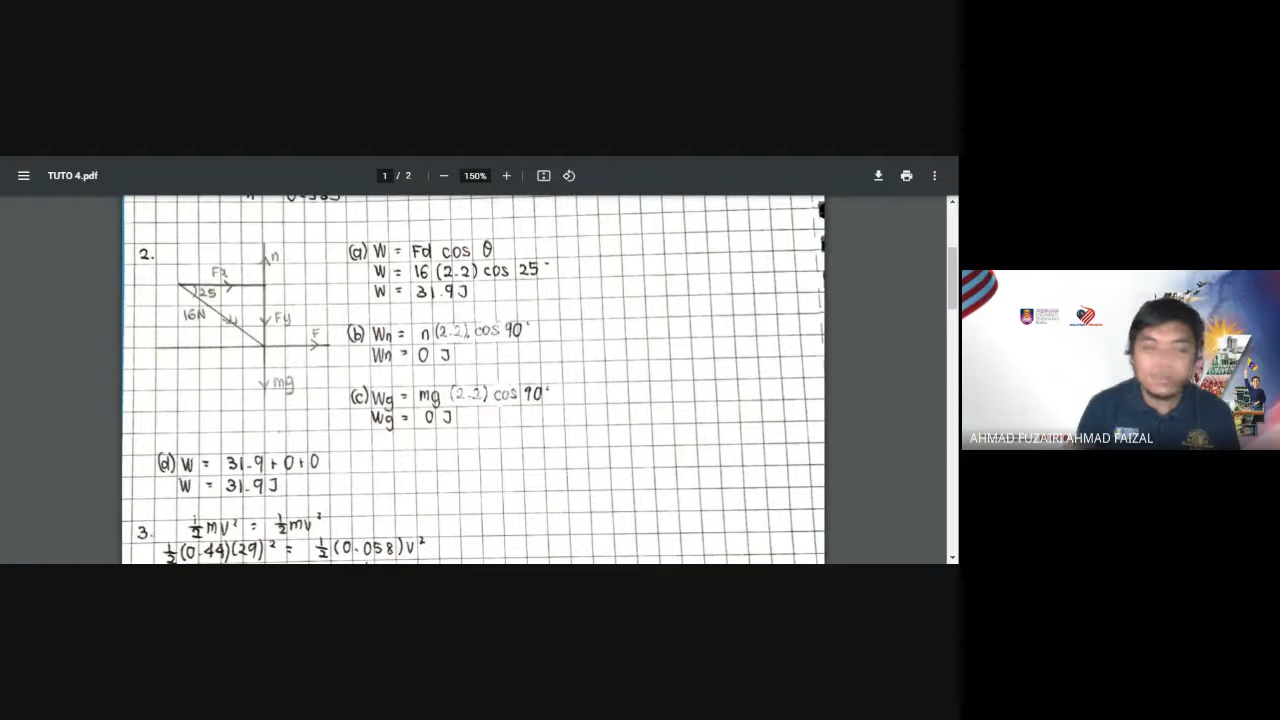 TUTO 4.pdf
1 / 2
150%
2.
n
Fx
25
16N
Fy
F
mg
(a) W = Fd cos θ
W = 16 (2.2) cos 25°
W = 31.9 J
(b) Wn = n (2.2) cos 90°
Wn = 0 J
(c) Wg = mg (2.2) cos 90°
Wg = 0 J
(d) W = 31.9 + 0 + 0
W = 31.9 J
3. ½mv² = ½mv²
½(0.44)(29)² = ½(0.058)v²
AHMAD FUZAIRI AHMAD FAIZAL